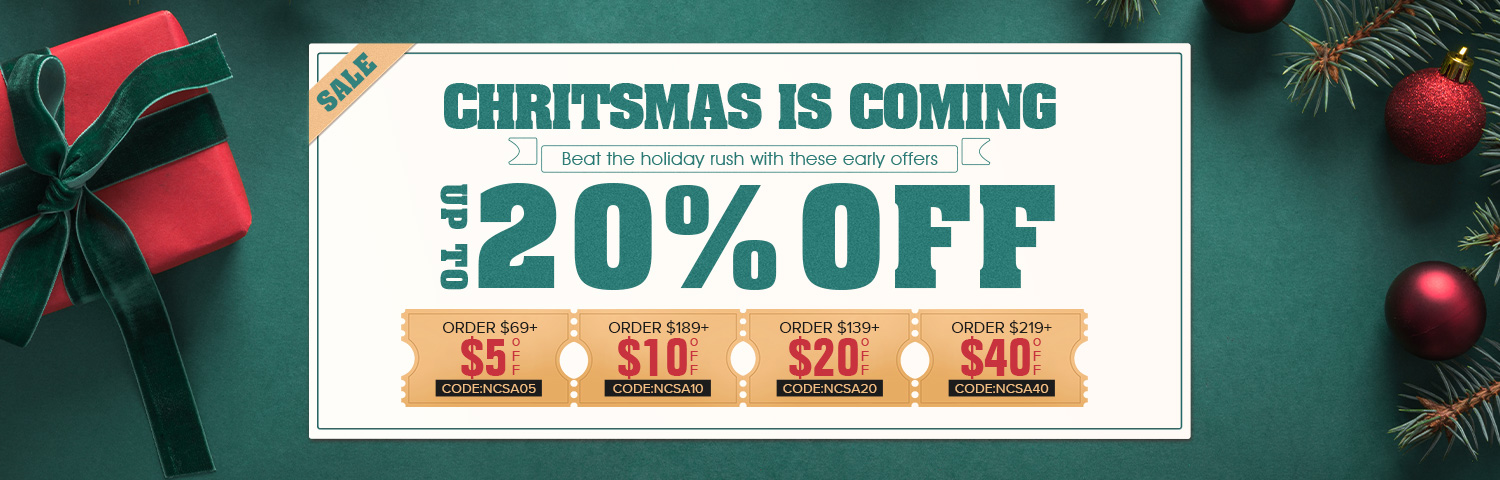 SALE
CHRITSMAS IS COMING
Beat the holiday rush with these early offers
UP TO
20% OFF
ORDER $69+
$5 OFF
CODE:NCSA05
ORDER $189+
$10 OFF
CODE:NCSA10
ORDER $139+
$20 OFF
CODE:NCSA20
ORDER $219+
$40 OFF
CODE:NCSA40